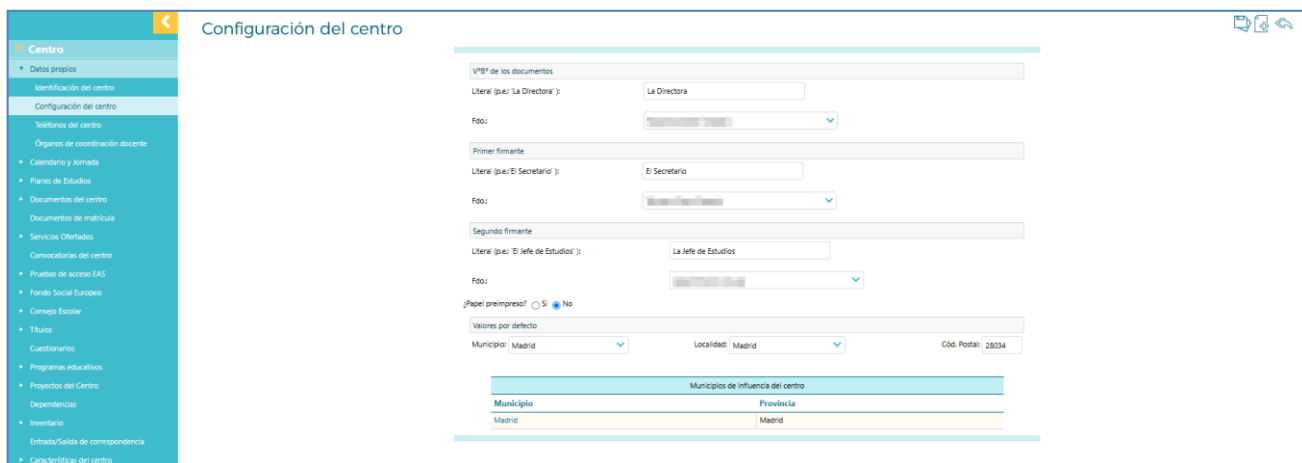 Configuración del centro
Centro
Datos propios
Identificación del centro
Configuración del centro
Teléfonos del centro
Órganos de coordinación docente
Calendario y Jornada
Planes de Estudios
Documentos del centro
Documentos de matrícula
Servicios Ofertados
Convocatorias del centro
Pruebas de acceso EAS
Fondo Social Europeo
Consejo Escolar
Títulos
Cuestionarios
Programas educativos
Proyectos del Centro
Dependencias
Inventario
Entrada/Salida de correspondencia
Características del centro
VºBº de los documentos
Literal (p.e.: 'La Directora' ): La Directora
Fdo.:
Primer firmante
Literal (p.e.:'El Secretario' ): El Secretario
Fdo.:
Segundo firmante
Literal (p.e.: 'El Jefe de Estudios' ): La Jefe de Estudios
Fdo.:
¿Papel preimpreso? Si No
Valores por defecto
Municipio: Madrid Localidad: Madrid Cód. Postal: 28034
Municipios de influencia del centro
Municipio Provincia
Madrid Madrid